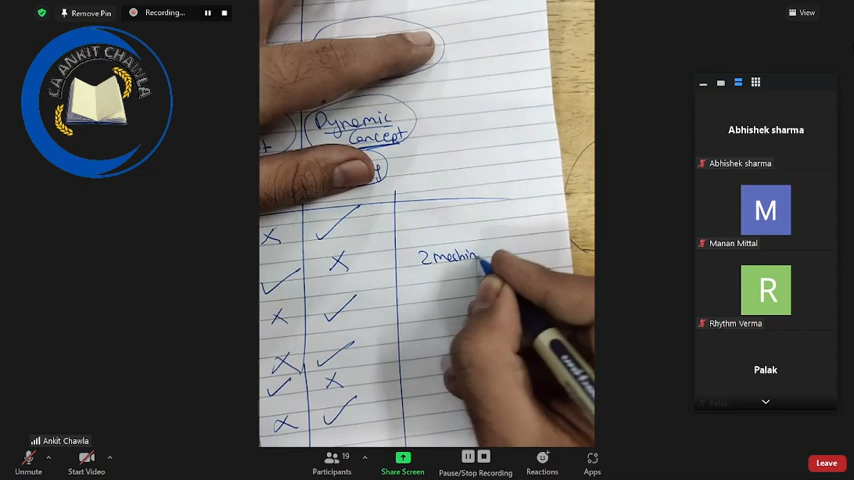 Remove Pin
Recording...
View
CA ANKIT CHAWLA
Dynamic
Concept
2 mechin
Abhishek sharma
Abhishek sharma
M
Manan Mittal
R
Rhythm Verma
Palak
Palak
Ankit Chawla
Unmute
Start Video
19
Participants
Share Screen
Pause/Stop Recording
Reactions
Apps
Leave